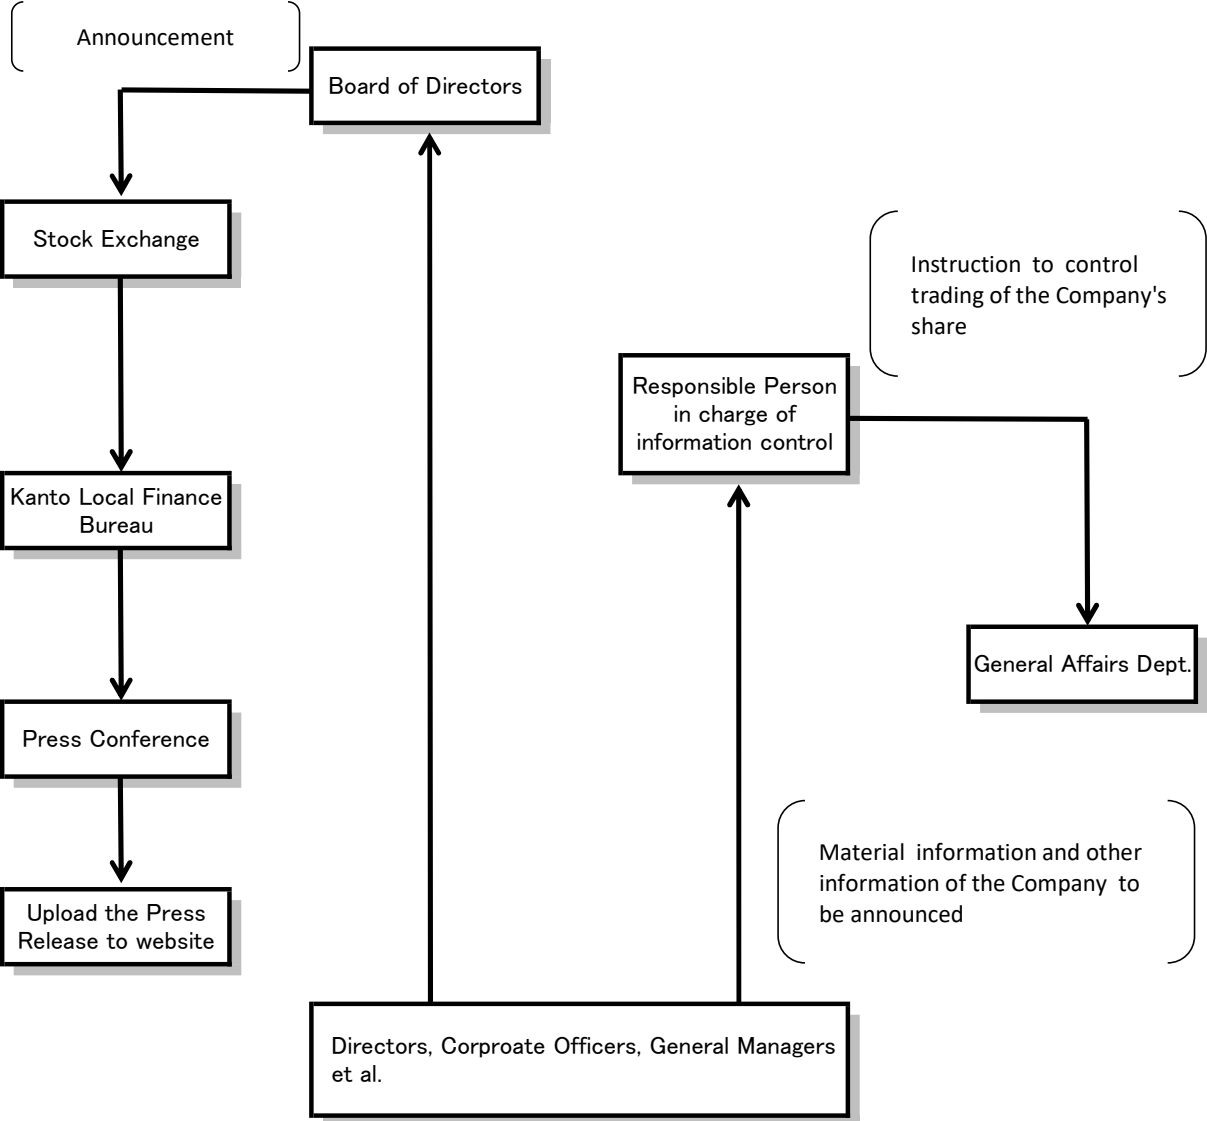 Announcement
Board of Directors
Stock Exchange
Instruction to control
trading of the Company's
share
Responsible Person
in charge of
information control
Kanto Local Finance
Bureau
General Affairs Dept.
Press Conference
Material information and other
information of the Company to
be announced
Upload the Press
Release to website
Directors, Corproate Officers, General Managers
et al.